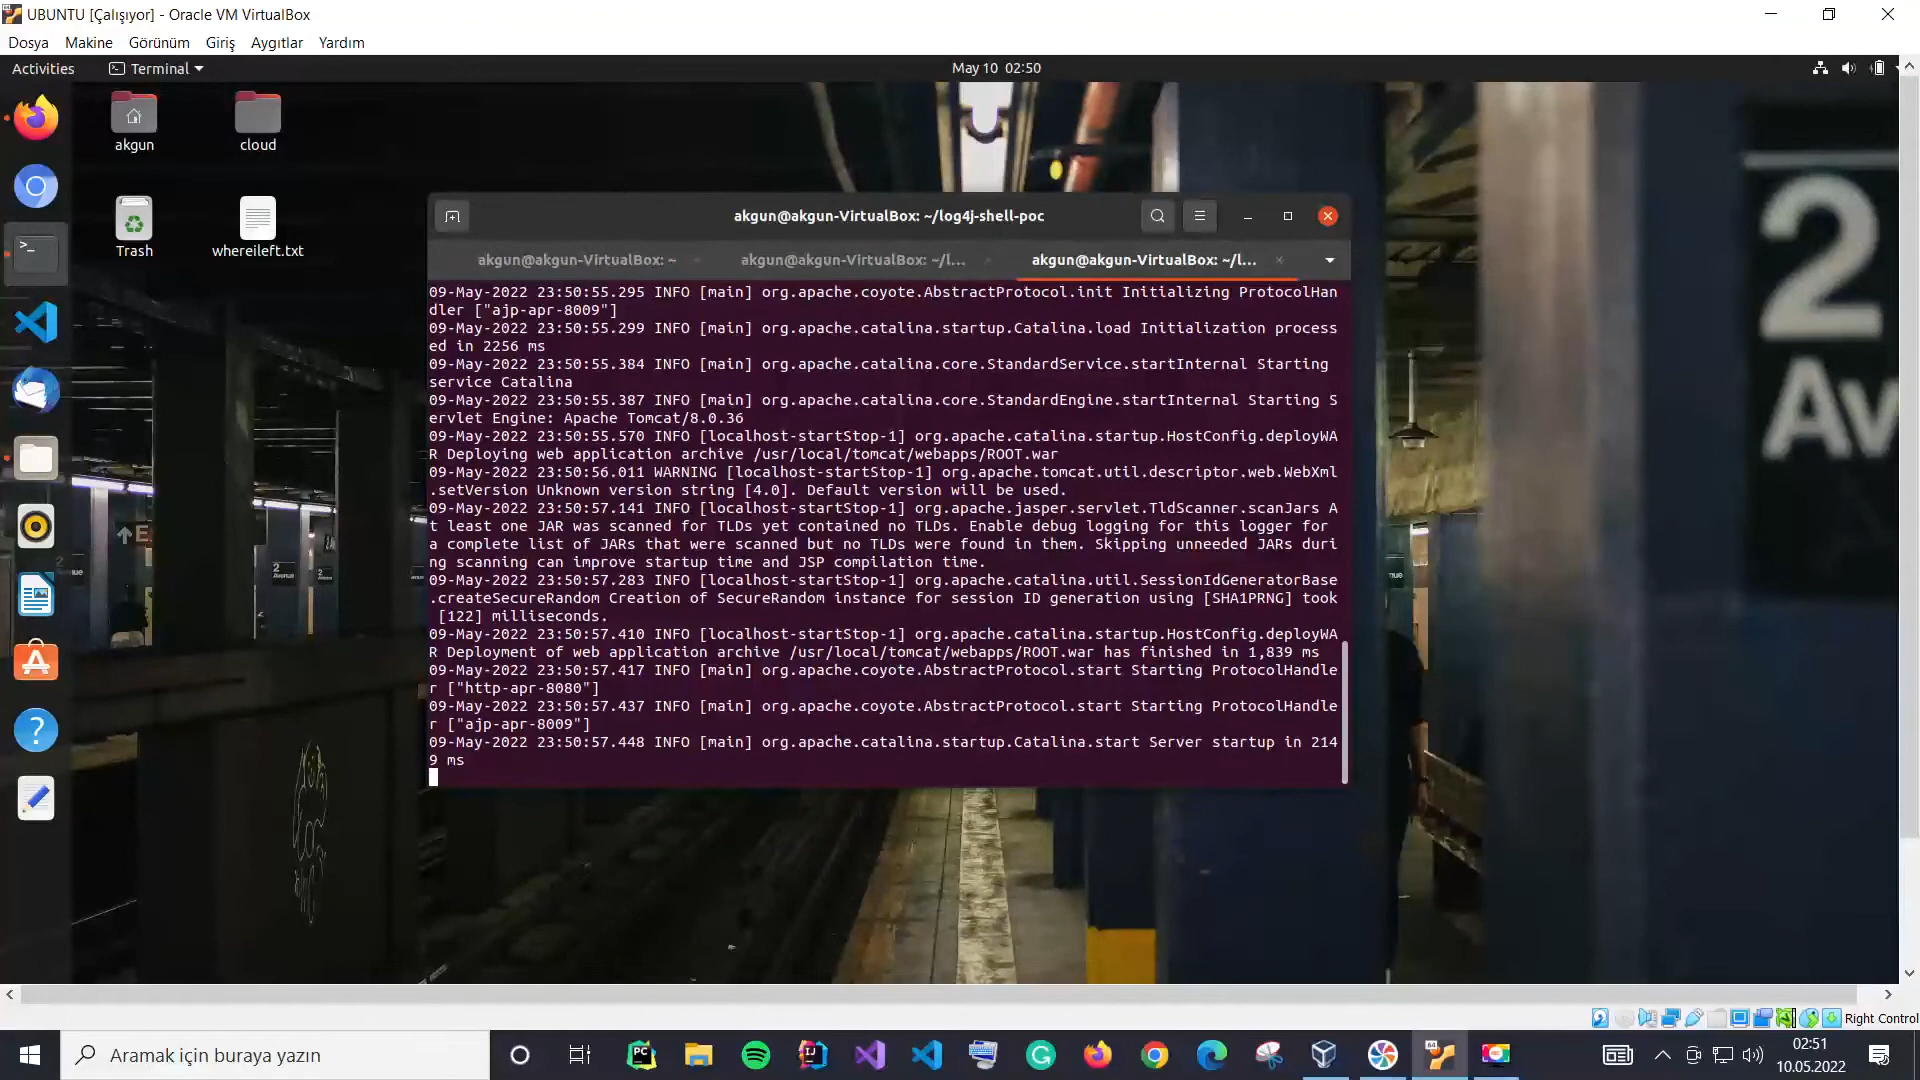 UBUNTU [Çalışıyor] - Oracle VM VirtualBox
Dosya Makine Görünüm Giriş Aygıtlar Yardım
Activities Terminal May 10 02:50
akgun cloud
Trash whereileft.txt
akgun@akgun-VirtualBox: ~/log4j-shell-poc
akgun@akgun-VirtualBox: ~ akgun@akgun-VirtualBox: ~/l... akgun@akgun-VirtualBox: ~/l...
09-May-2022 23:50:55.295 INFO [main] org.apache.coyote.AbstractProtocol.init Initializing ProtocolHan
dler ["ajp-apr-8009"]
09-May-2022 23:50:55.299 INFO [main] org.apache.catalina.startup.Catalina.load Initialization process
ed in 2256 ms
09-May-2022 23:50:55.384 INFO [main] org.apache.catalina.core.StandardService.startInternal Starting
service Catalina
09-May-2022 23:50:55.387 INFO [main] org.apache.catalina.core.StandardEngine.startInternal Starting S
ervlet Engine: Apache Tomcat/8.0.36
09-May-2022 23:50:55.570 INFO [localhost-startStop-1] org.apache.catalina.startup.HostConfig.deployWA
R Deploying web application archive /usr/local/tomcat/webapps/ROOT.war
09-May-2022 23:50:56.011 WARNING [localhost-startStop-1] org.apache.tomcat.util.descriptor.web.WebXml
.setVersion Unknown version string [4.0]. Default version will be used.
09-May-2022 23:50:57.141 INFO [localhost-startStop-1] org.apache.jasper.servlet.TldScanner.scanJars A
t least one JAR was scanned for TLDs yet contained no TLDs. Enable debug logging for this logger for
a complete list of JARs that were scanned but no TLDs were found in them. Skipping unneeded JARs duri
ng scanning can improve startup time and JSP compilation time.
09-May-2022 23:50:57.283 INFO [localhost-startStop-1] org.apache.catalina.util.SessionIdGeneratorBase
.createSecureRandom Creation of SecureRandom instance for session ID generation using [SHA1PRNG] took
[122] milliseconds.
09-May-2022 23:50:57.410 INFO [localhost-startStop-1] org.apache.catalina.startup.HostConfig.deployWA
R Deployment of web application archive /usr/local/tomcat/webapps/ROOT.war has finished in 1,839 ms
09-May-2022 23:50:57.417 INFO [main] org.apache.coyote.AbstractProtocol.start Starting ProtocolHandle
r ["http-apr-8080"]
09-May-2022 23:50:57.437 INFO [main] org.apache.coyote.AbstractProtocol.start Starting ProtocolHandle
r ["ajp-apr-8009"]
09-May-2022 23:50:57.448 INFO [main] org.apache.catalina.startup.Catalina.start Server startup in 214
9 ms
2
Av
Right Control
Aramak için buraya yazın
02:51
10.05.2022